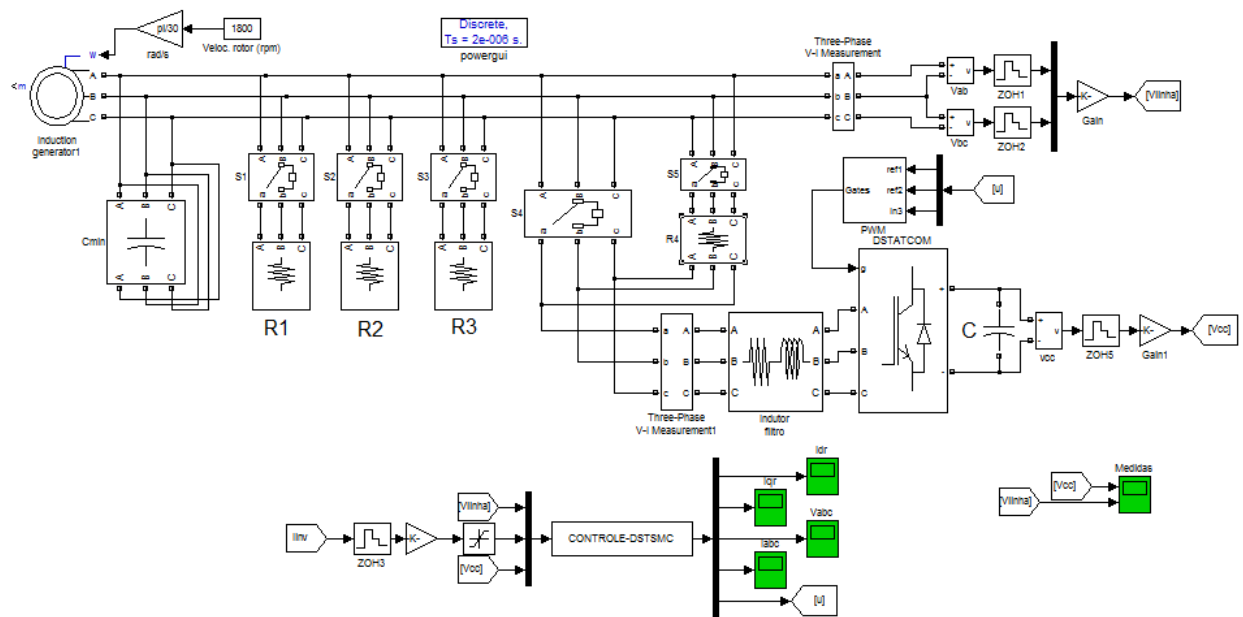 pi/30
rad/s
1800
Veloc. rotor (rpm)
Discrete,
Ts = 2e-006 s.
powergui
<m
w
A
B
C
Induction
generator1
Three-Phase
V-I Measurement
a A
b B
c C
+
-
v
Vab
ZOH1
+
-
v
Vbc
ZOH2
-K-
Gain
[Vlinha]
A B C
Cmin
A B C
S1
A B C
a b c
A B C
R1
S2
A B C
a b c
A B C
R2
S3
A B C
a b c
A B C
R3
S4
A B C
a b c
S5
A B C
a b c
R4
A B C
A B C
Gates
ref1
ref2
In3
PWM
[u]
DSTATCOM
g
A
B
C
+
-
C
+
-
v
vcc
ZOH5
-K-
Gain1
[Vcc]
a A
b B
c C
Three-Phase
V-I Measurement1
A A
B B
C C
Indutor
filtro
Iinv
ZOH3
-K-
[Vlinha]
[Vcc]
CONTROLE-DSTSMC
Idr
Iqr
Vabc
Iabc
[u]
Medidas
[Vcc]
[Vlinha]